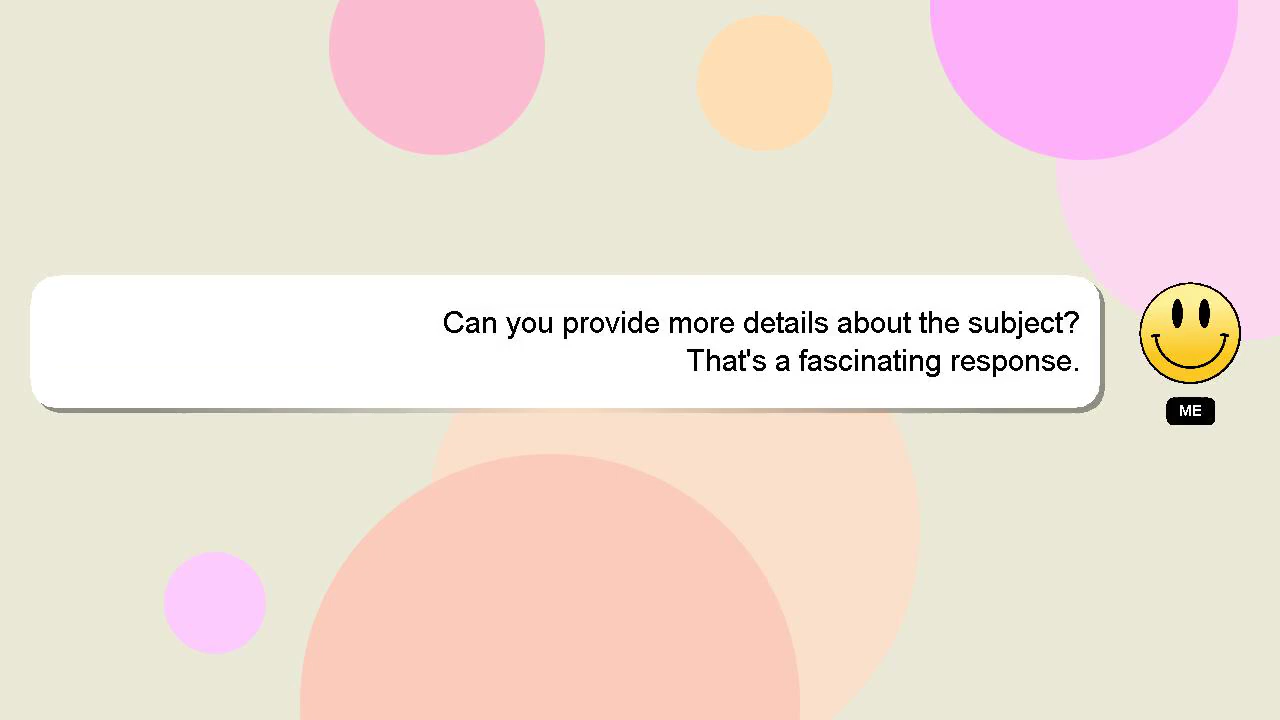 Can you provide more details about the subject?
That's a fascinating response.
ME